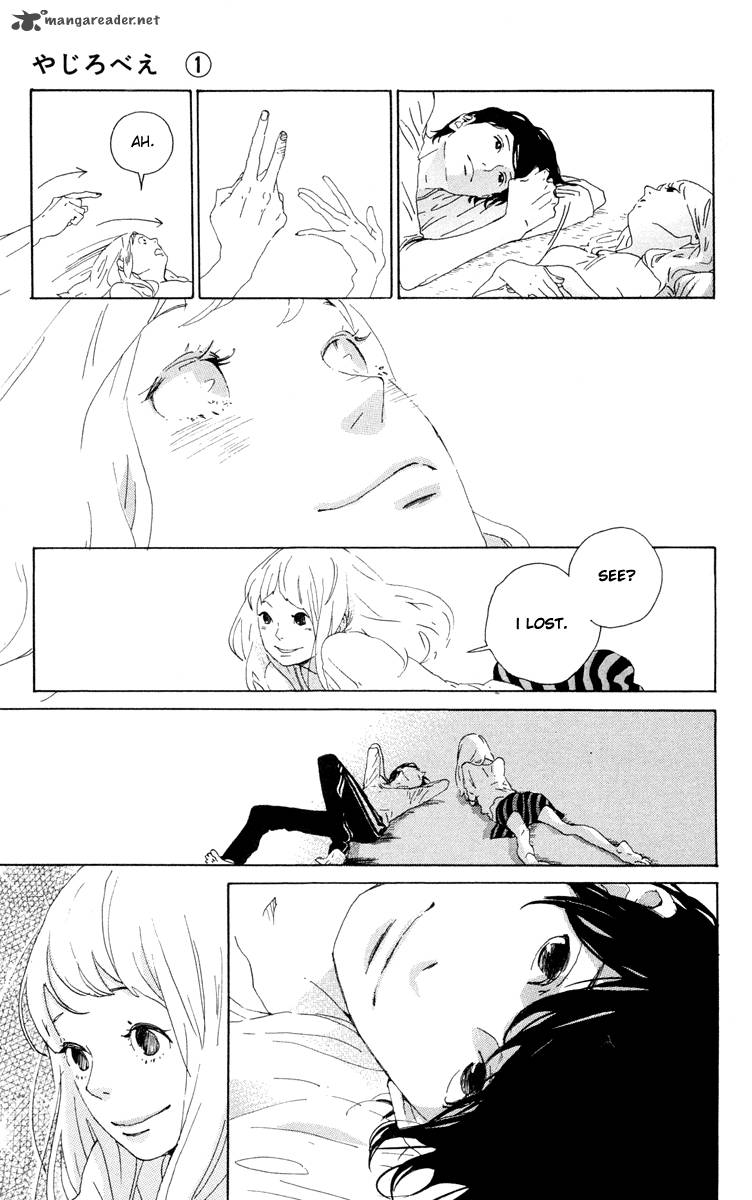 mangareader.net
やじろべえ ①
AH.
SEE?
I LOST.